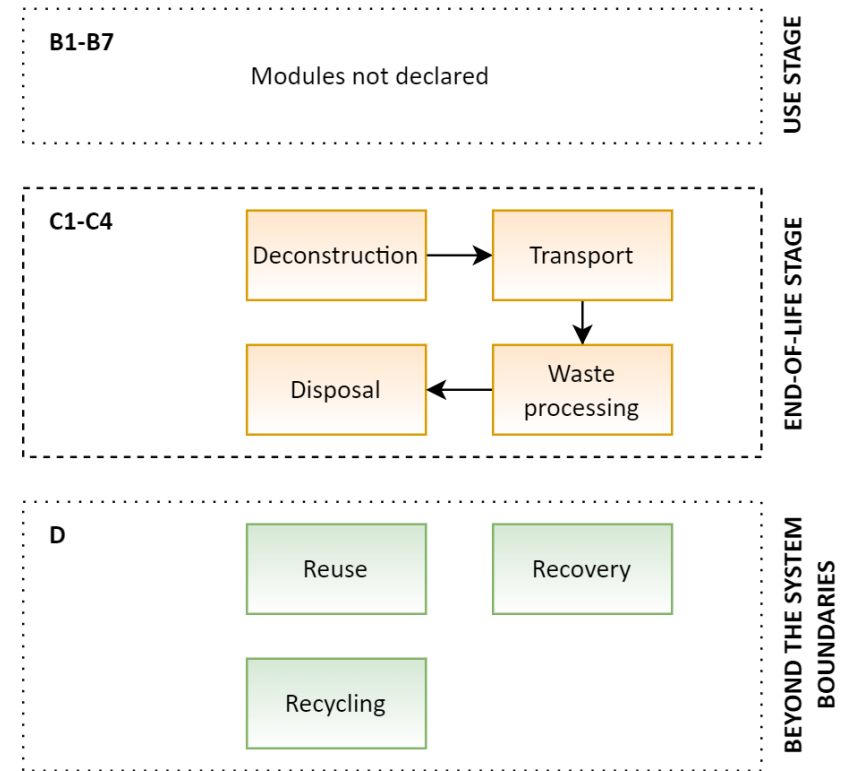 B1-B7
Modules not declared
USE STAGE
C1-C4
Deconstruction
Transport
Disposal
Waste
processing
END-OF-LIFE STAGE
D
Reuse
Recovery
Recycling
BEYOND THE SYSTEM
BOUNDARIES